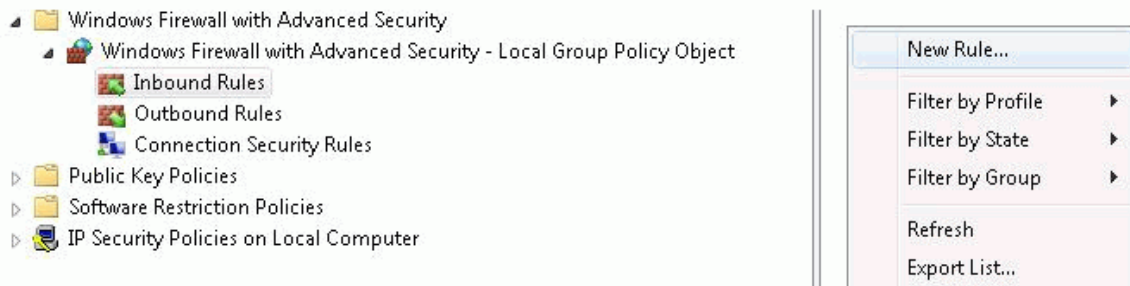 Windows Firewall with Advanced Security
Windows Firewall with Advanced Security - Local Group Policy Object
Inbound Rules
Outbound Rules
Connection Security Rules
Public Key Policies
Software Restriction Policies
IP Security Policies on Local Computer
New Rule...
Filter by Profile
Filter by State
Filter by Group
Refresh
Export List...